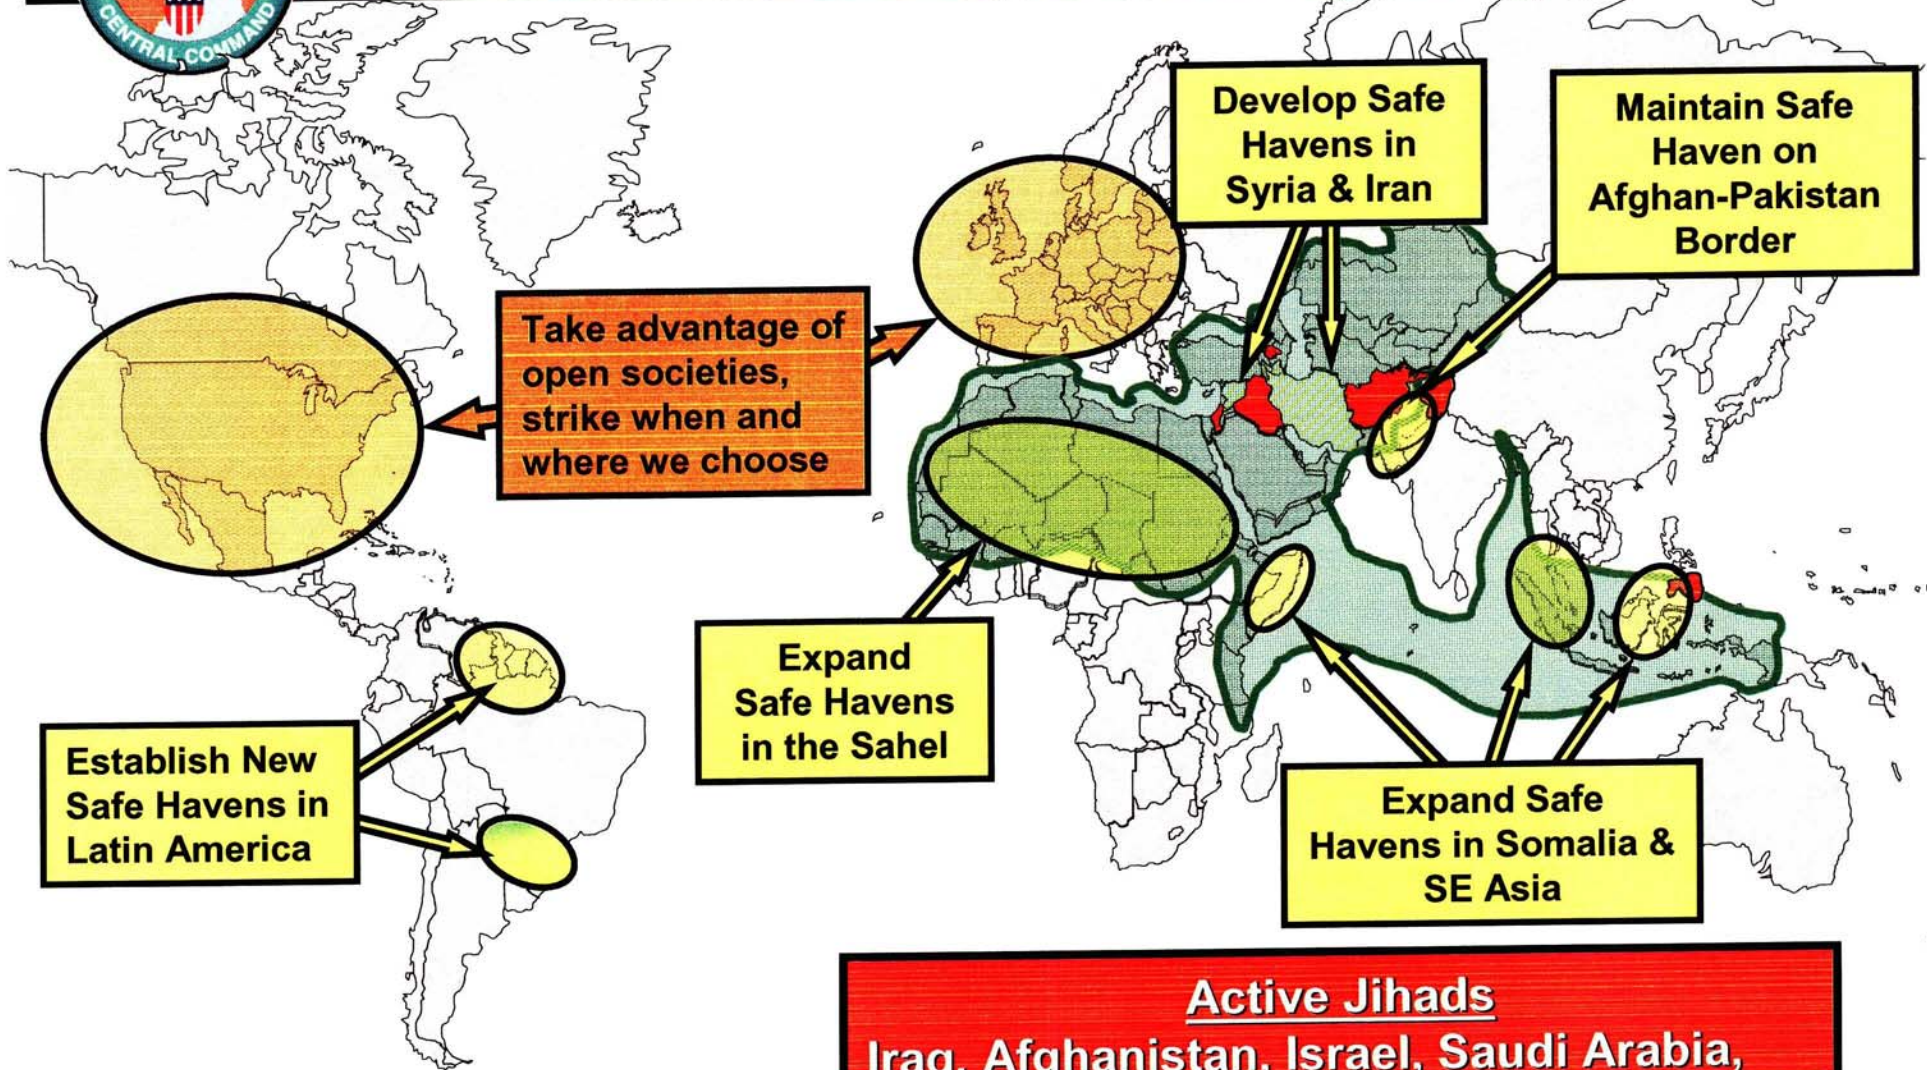 CENTRAL COMMAND
Develop Safe
Havens in
Syria & Iran
Maintain Safe
Haven on
Afghan-Pakistan
Border
Take advantage of
open societies,
strike when and
where we choose
Expand
Safe Havens
in the Sahel
Establish New
Safe Havens in
Latin America
Expand Safe
Havens in Somalia &
SE Asia
Active Jihads
Iraq, Afghanistan, Israel, Saudi Arabia,